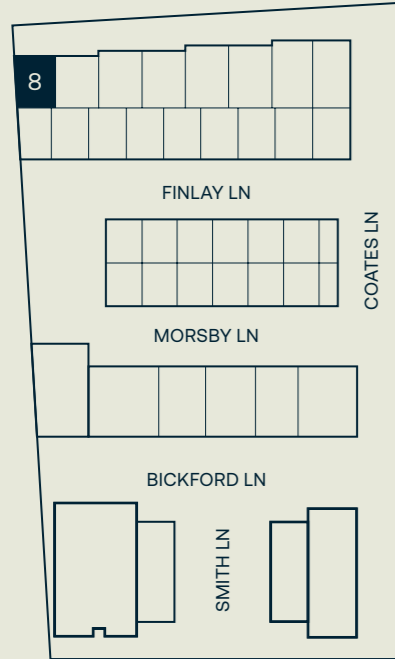 8
FINLAY LN
COATES LN
MORSBY LN
BICKFORD LN
SMITH LN